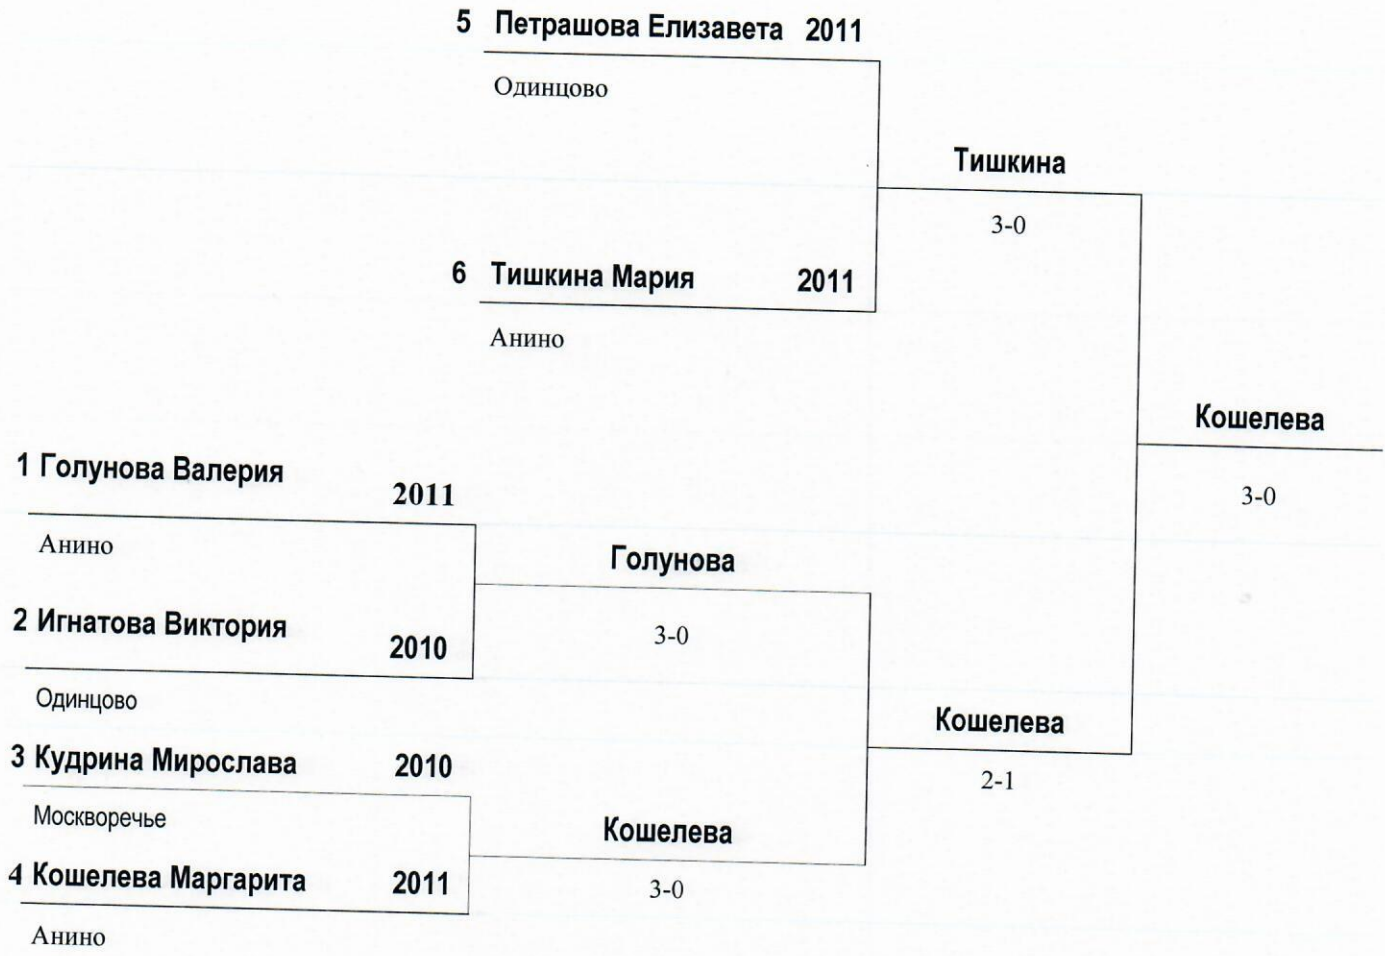 5 Петрашова Елизавета 2011
Одинцово
Тишкина
3-0
6 Тишкина Мария 2011
Анино
Кошелева
3-0
1 Голунова Валерия 2011
Анино
Голунова
3-0
2 Игнатова Виктория 2010
Одинцово
Кошелева
2-1
3 Кудрина Мирослава 2010
Москворечье
Кошелева
3-0
4 Кошелева Маргарита 2011
Анино